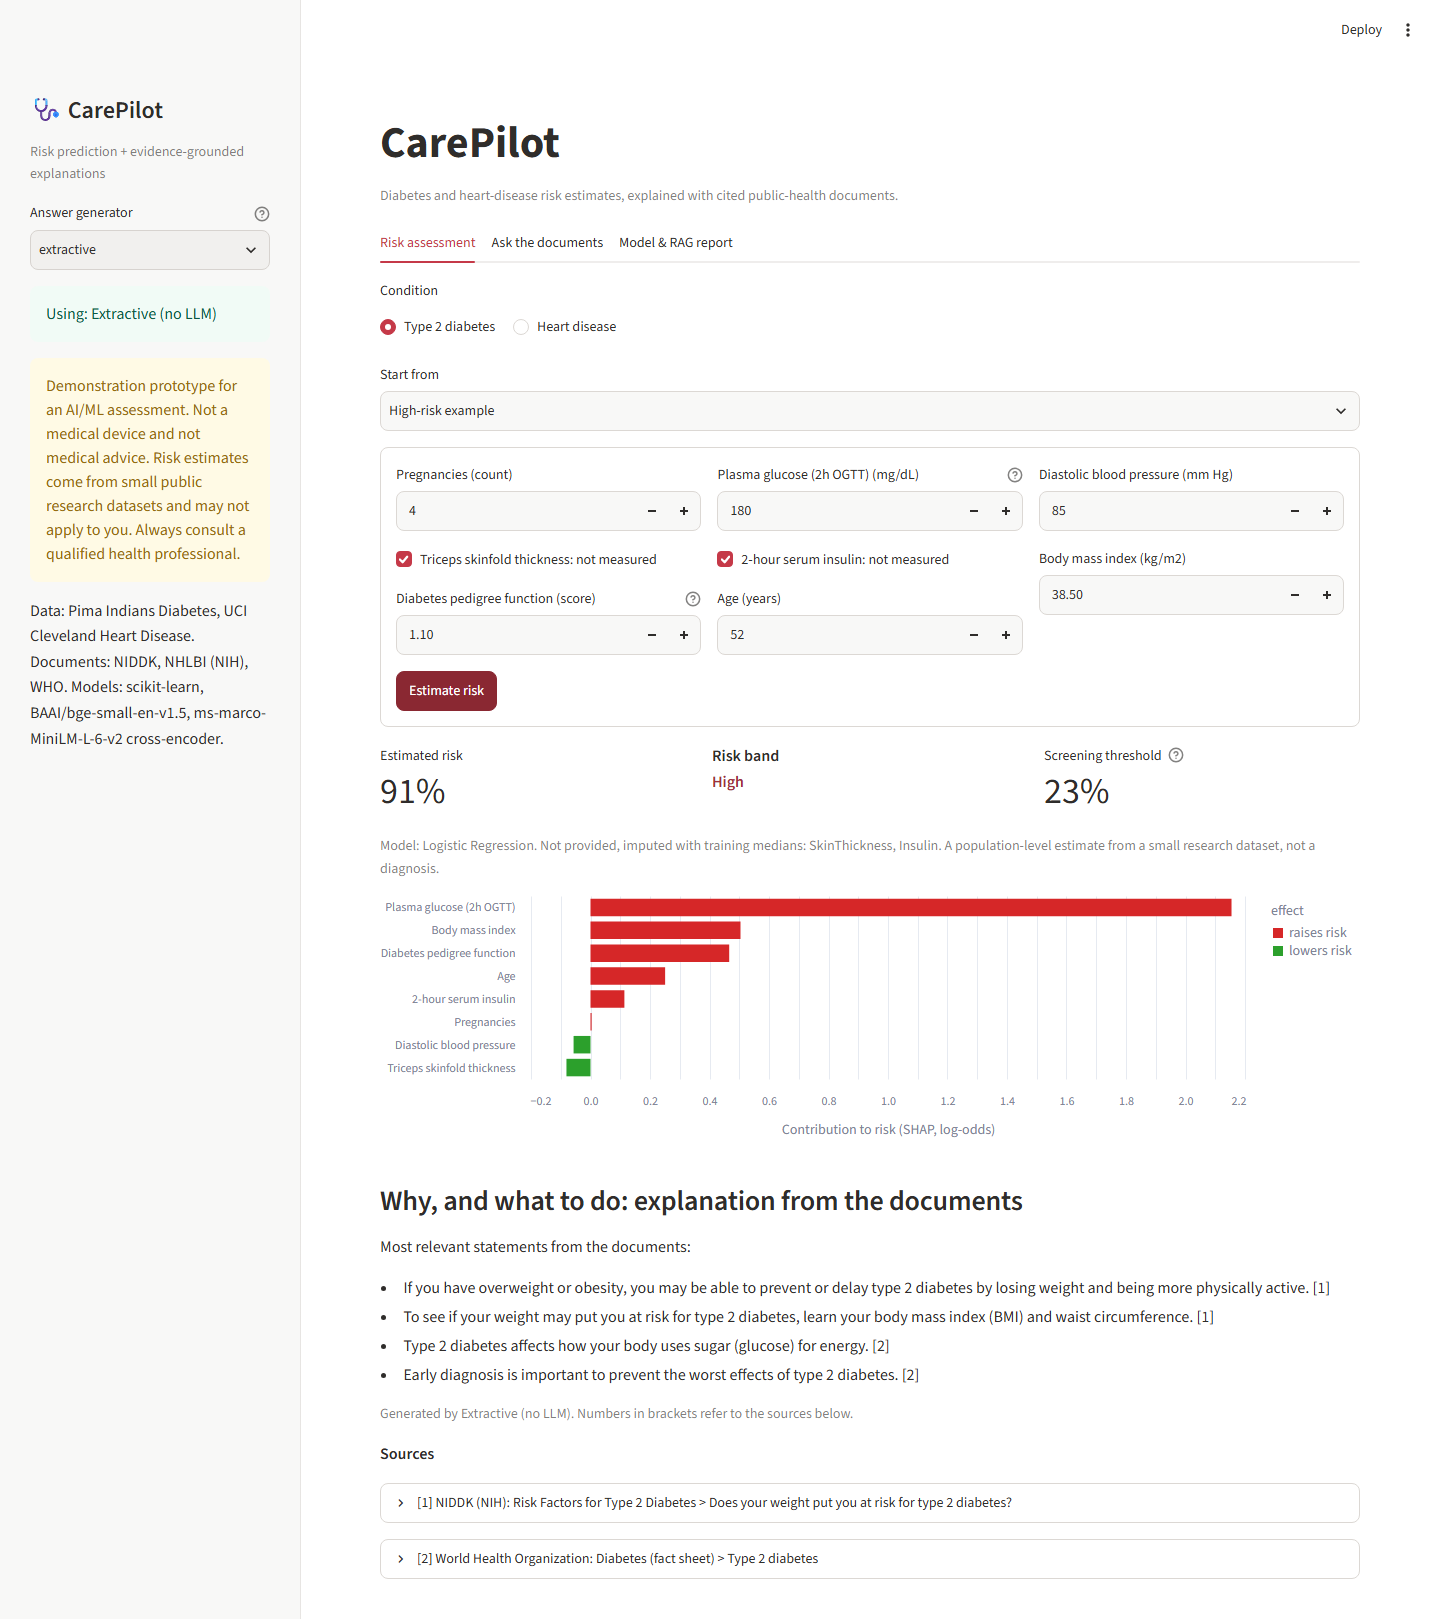 Deploy
CarePilot
Risk prediction + evidence-grounded
explanations
Answer generator
extractive
Using: Extractive (no LLM)
Demonstration prototype for
an AI/ML assessment. Not a
medical device and not
medical advice. Risk estimates
come from small public
research datasets and may not
apply to you. Always consult a
qualified health professional.
Data: Pima Indians Diabetes, UCI
Cleveland Heart Disease.
Documents: NIDDK, NHLBI (NIH),
WHO. Models: scikit-learn,
BAAI/bge-small-en-v1.5, ms-marco-
MiniLM-L-6-v2 cross-encoder.
CarePilot
Diabetes and heart-disease risk estimates, explained with cited public-health documents.
Risk assessment Ask the documents Model & RAG report
Condition
Type 2 diabetes Heart disease
Start from
High-risk example
Pregnancies (count) Plasma glucose (2h OGTT) (mg/dL) Diastolic blood pressure (mm Hg)
4 180 85
Triceps skinfold thickness: not measured 2-hour serum insulin: not measured Body mass index (kg/m2)
38.50
Diabetes pedigree function (score) Age (years)
1.10 52
Estimate risk
Estimated risk Risk band Screening threshold
91% High 23%
Model: Logistic Regression. Not provided, imputed with training medians: SkinThickness, Insulin. A population-level estimate from a small research dataset, not a
diagnosis.
Plasma glucose (2h OGTT)
Body mass index
Diabetes pedigree function
Age
2-hour serum insulin
Pregnancies
Diastolic blood pressure
Triceps skinfold thickness
−0.2 0.0 0.2 0.4 0.6 0.8 1.0 1.2 1.4 1.6 1.8 2.0 2.2
Contribution to risk (SHAP, log-odds)
effect
raises risk
lowers risk
Why, and what to do: explanation from the documents
Most relevant statements from the documents:
• If you have overweight or obesity, you may be able to prevent or delay type 2 diabetes by losing weight and being more physically active. [1]
• To see if your weight may put you at risk for type 2 diabetes, learn your body mass index (BMI) and waist circumference. [1]
• Type 2 diabetes affects how your body uses sugar (glucose) for energy. [2]
• Early diagnosis is important to prevent the worst effects of type 2 diabetes. [2]
Generated by Extractive (no LLM). Numbers in brackets refer to the sources below.
Sources
[1] NIDDK (NIH): Risk Factors for Type 2 Diabetes > Does your weight put you at risk for type 2 diabetes?
[2] World Health Organization: Diabetes (fact sheet) > Type 2 diabetes